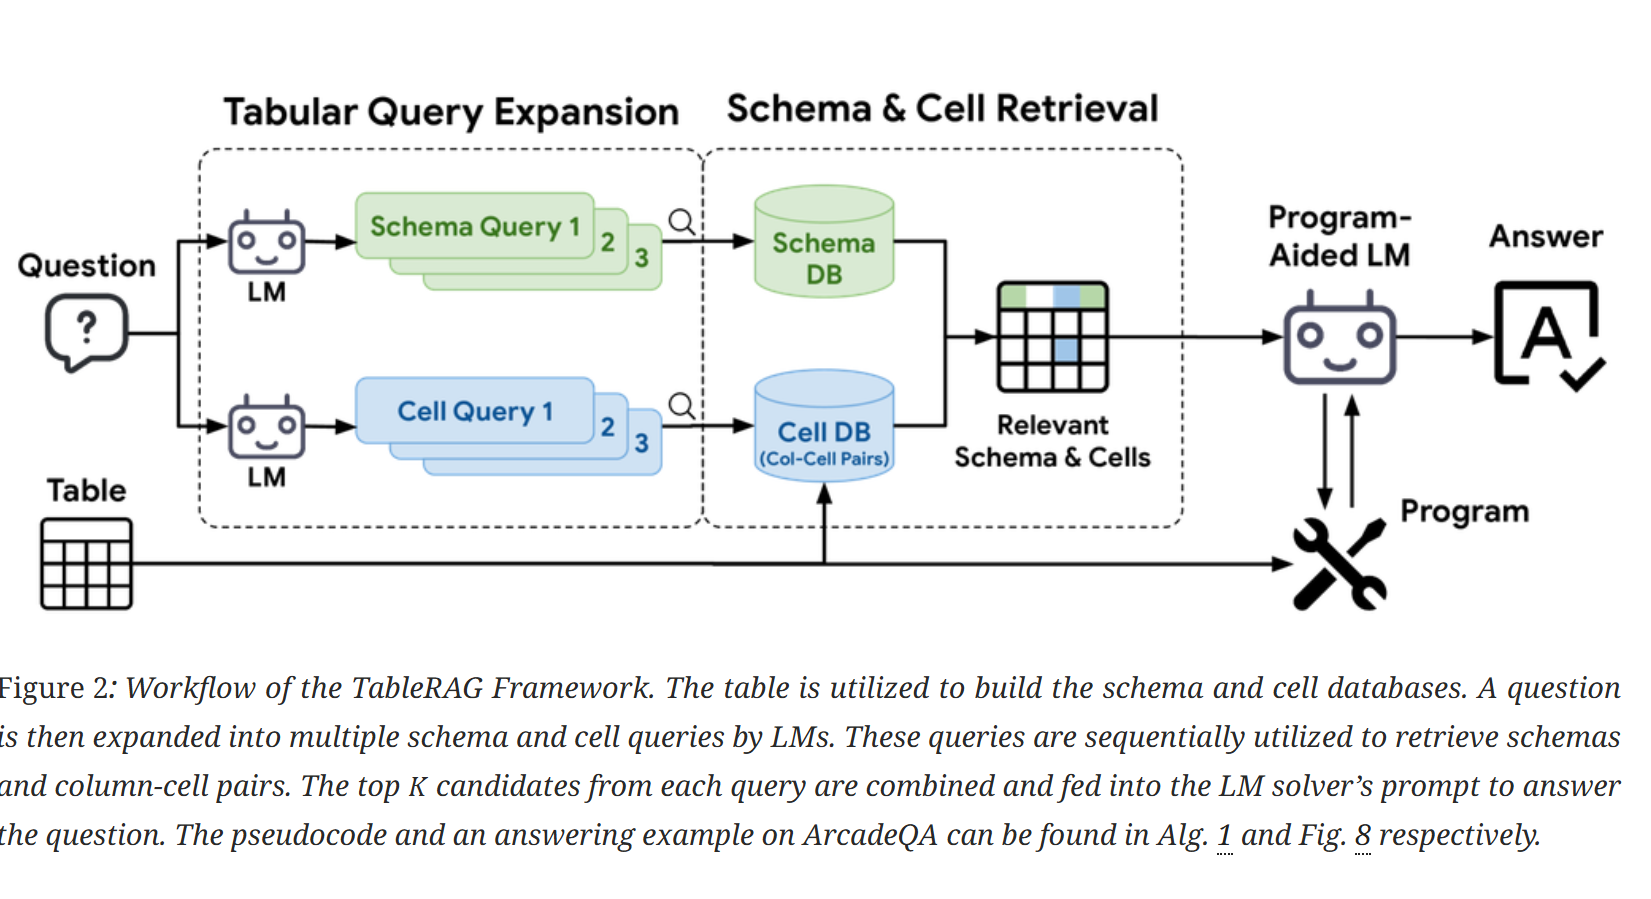 Tabular Query Expansion
Schema & Cell Retrieval
Question
?
LM
Schema Query 1
2
3
Schema
DB
LM
Cell Query 1
2
3
Cell DB
(Col-Cell Pairs)
Relevant
Schema & Cells
Program-
Aided LM
Answer
A
Table
Program
Figure 2: Workflow of the TableRAG Framework. The table is utilized to build the schema and cell databases. A question
is then expanded into multiple schema and cell queries by LMs. These queries are sequentially utilized to retrieve schemas
and column-cell pairs. The top K candidates from each query are combined and fed into the LM solver’s prompt to answer
the question. The pseudocode and an answering example on ArcadeQA can be found in Alg. 1 and Fig. 8 respectively.